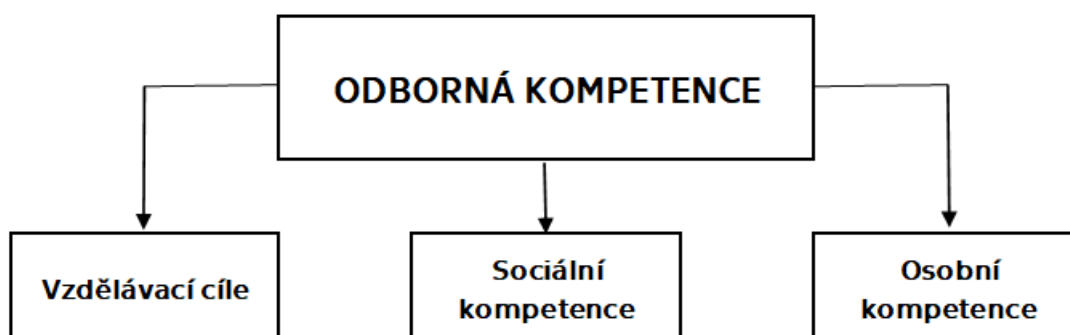 ODBORNÁ KOMPETENCE
Vzdělávací cíle
Sociální
kompetence
Osobní
kompetence